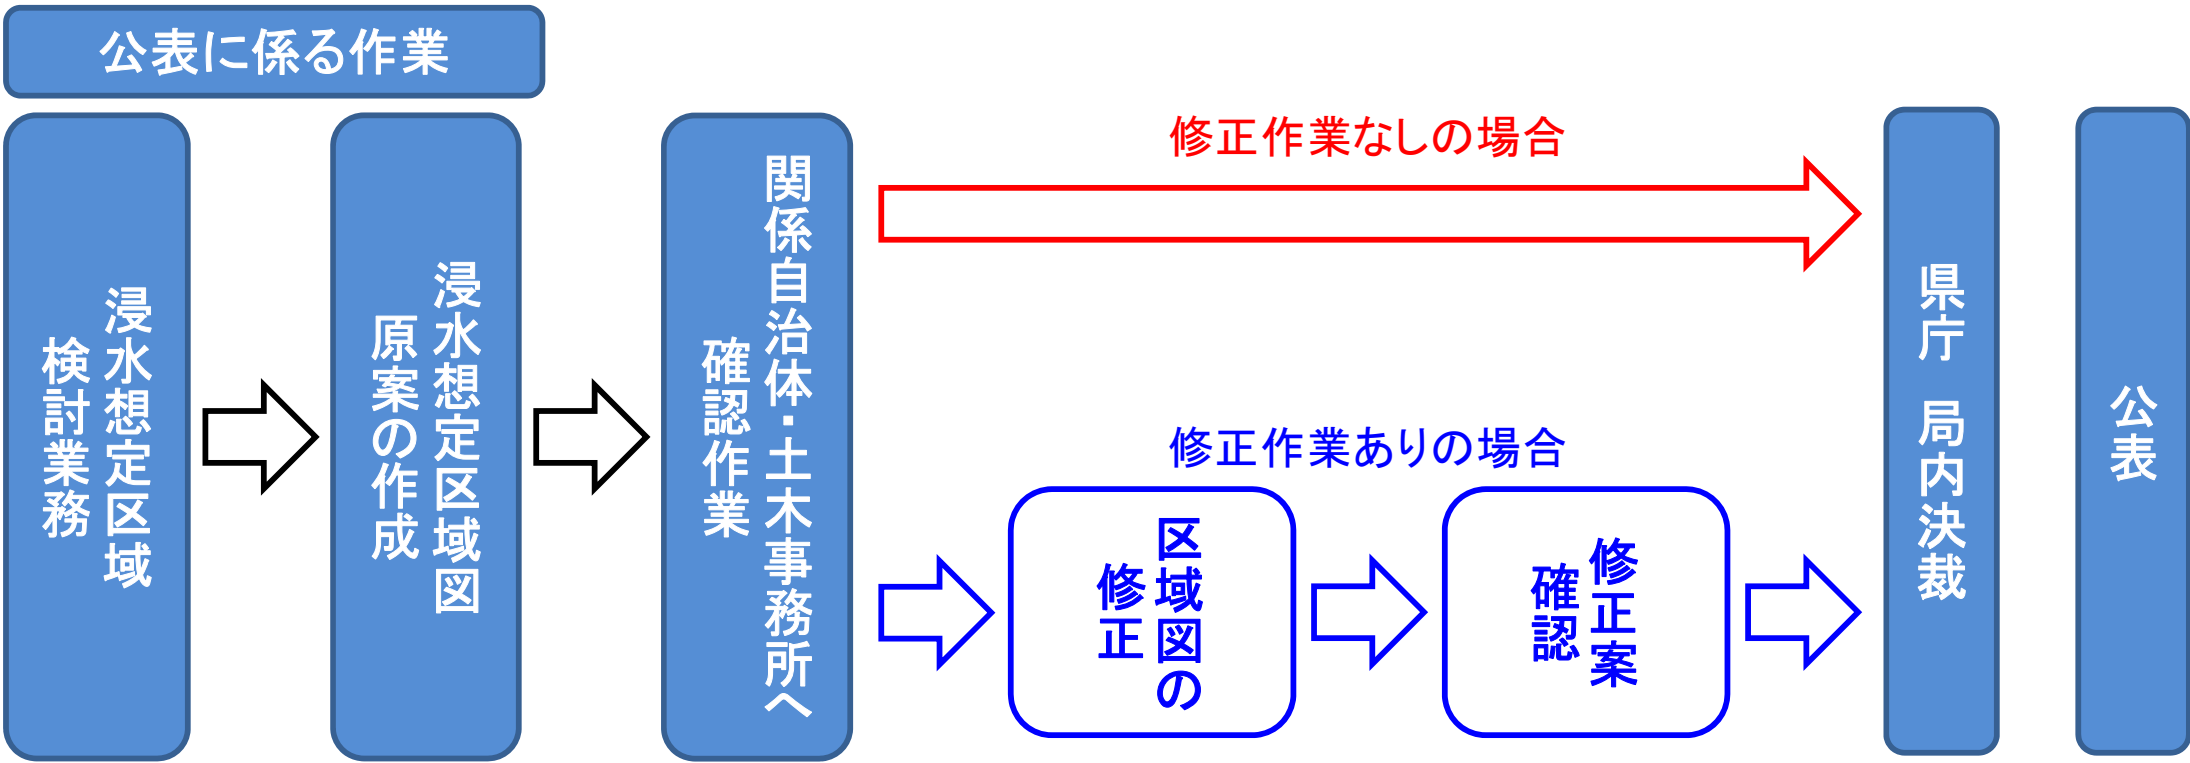 公表に係る作業
浸水想定区域
検討業務
浸水想定区域図
原案の作成
関係自治体・土木事務所へ
確認作業
修正作業なしの場合
修正作業ありの場合
区域図の
修正
修正案
確認
県庁 局内決裁
公表